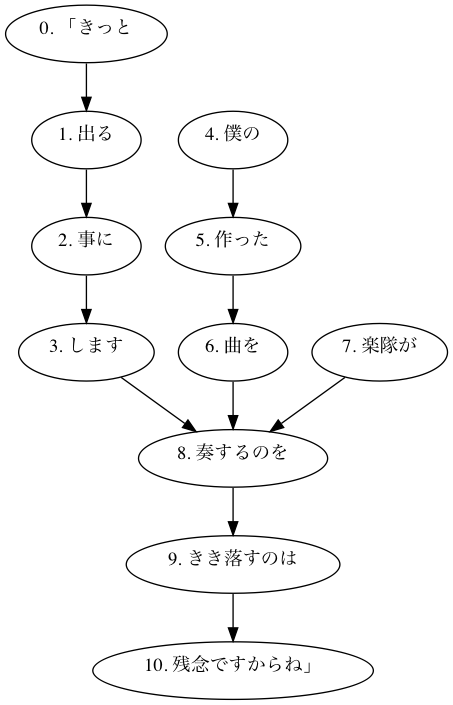 0. 「きっと
1. 出る
4. 僕の
2. 事に
5. 作った
3. します
6. 曲を
7. 楽隊が
8. 奏するのを
9. きき落すのは
10. 残念ですからね」